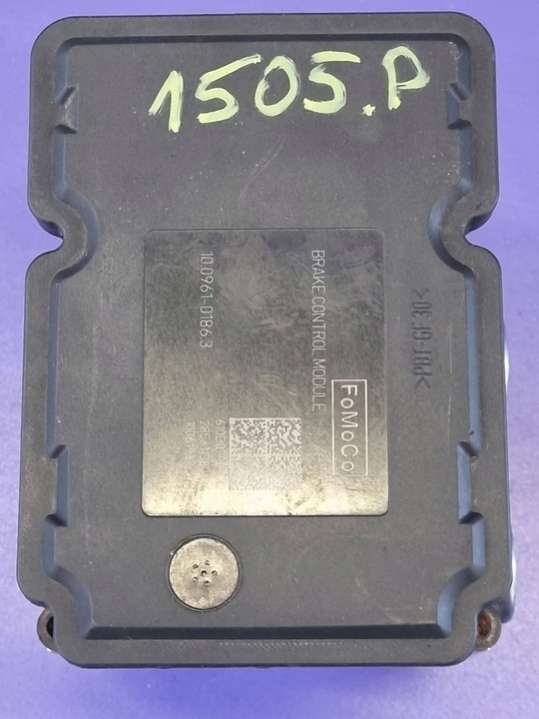 1505.P
FoMoCo
BRAKE CONTROL MODULE
10.0961-0186.3
>PBT-GF30<